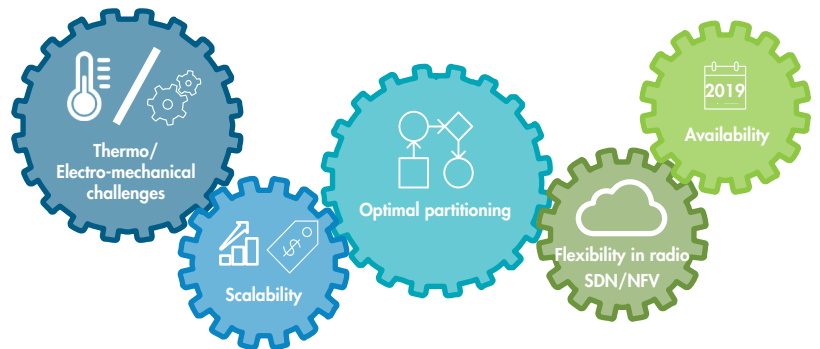 Thermo/
Electro-mechanical
challenges
$
Scalability
Optimal partitioning
Flexibility in radio
SDN/NFV
2019
Availability